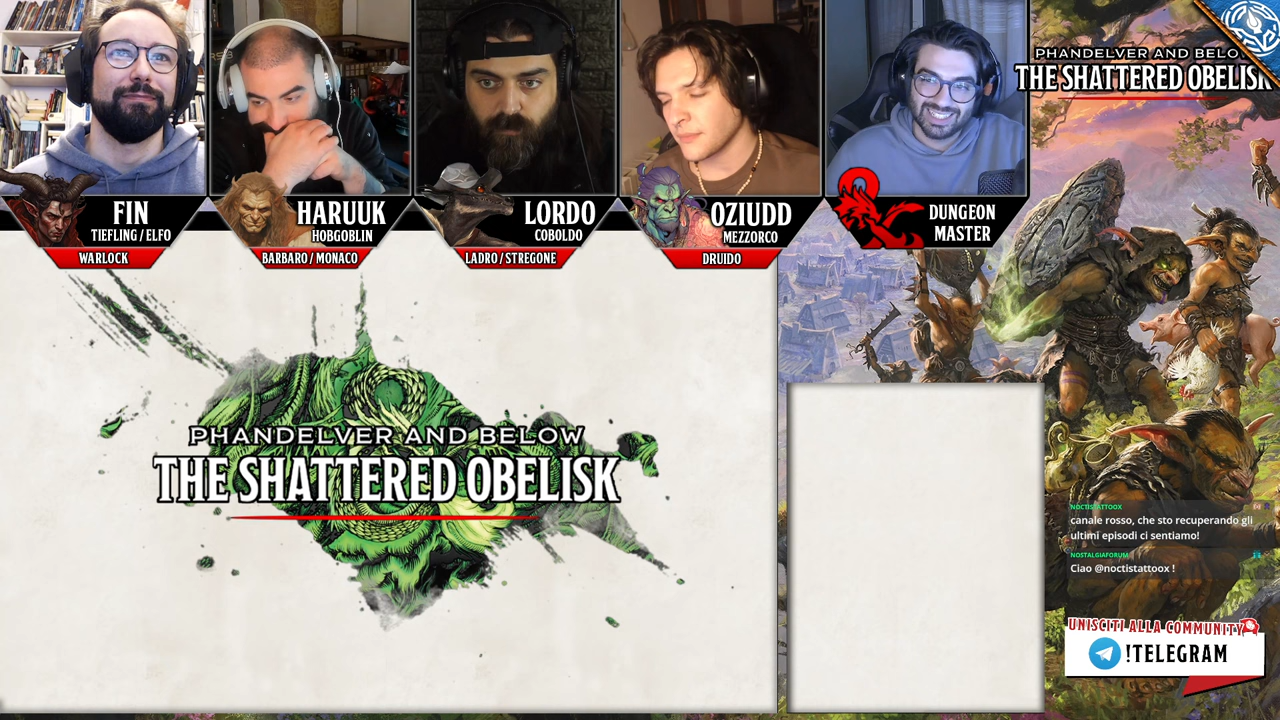 PHANDELVER AND BELOW
THE SHATTERED OBELISK
FIN
TIEFLING / ELFO
WARLOCK
HARUUK
HOBGOBLIN
BARBARO / MONACO
LORDO
COBOLDO
LADRO / STREGONE
OZIUDD
MEZZORCO
DRUIDO
DUNGEON
MASTER
PHANDELVER AND BELOW
THE SHATTERED OBELISK
NOCTISTATTOOX
canale rosso, che sto recuperando gli
ultimi episodi ci sentiamo!
NOSTALGIAFORUM
Ciao @noctistattoox !
UNISCITI ALLA COMMUNITY
!TELEGRAM